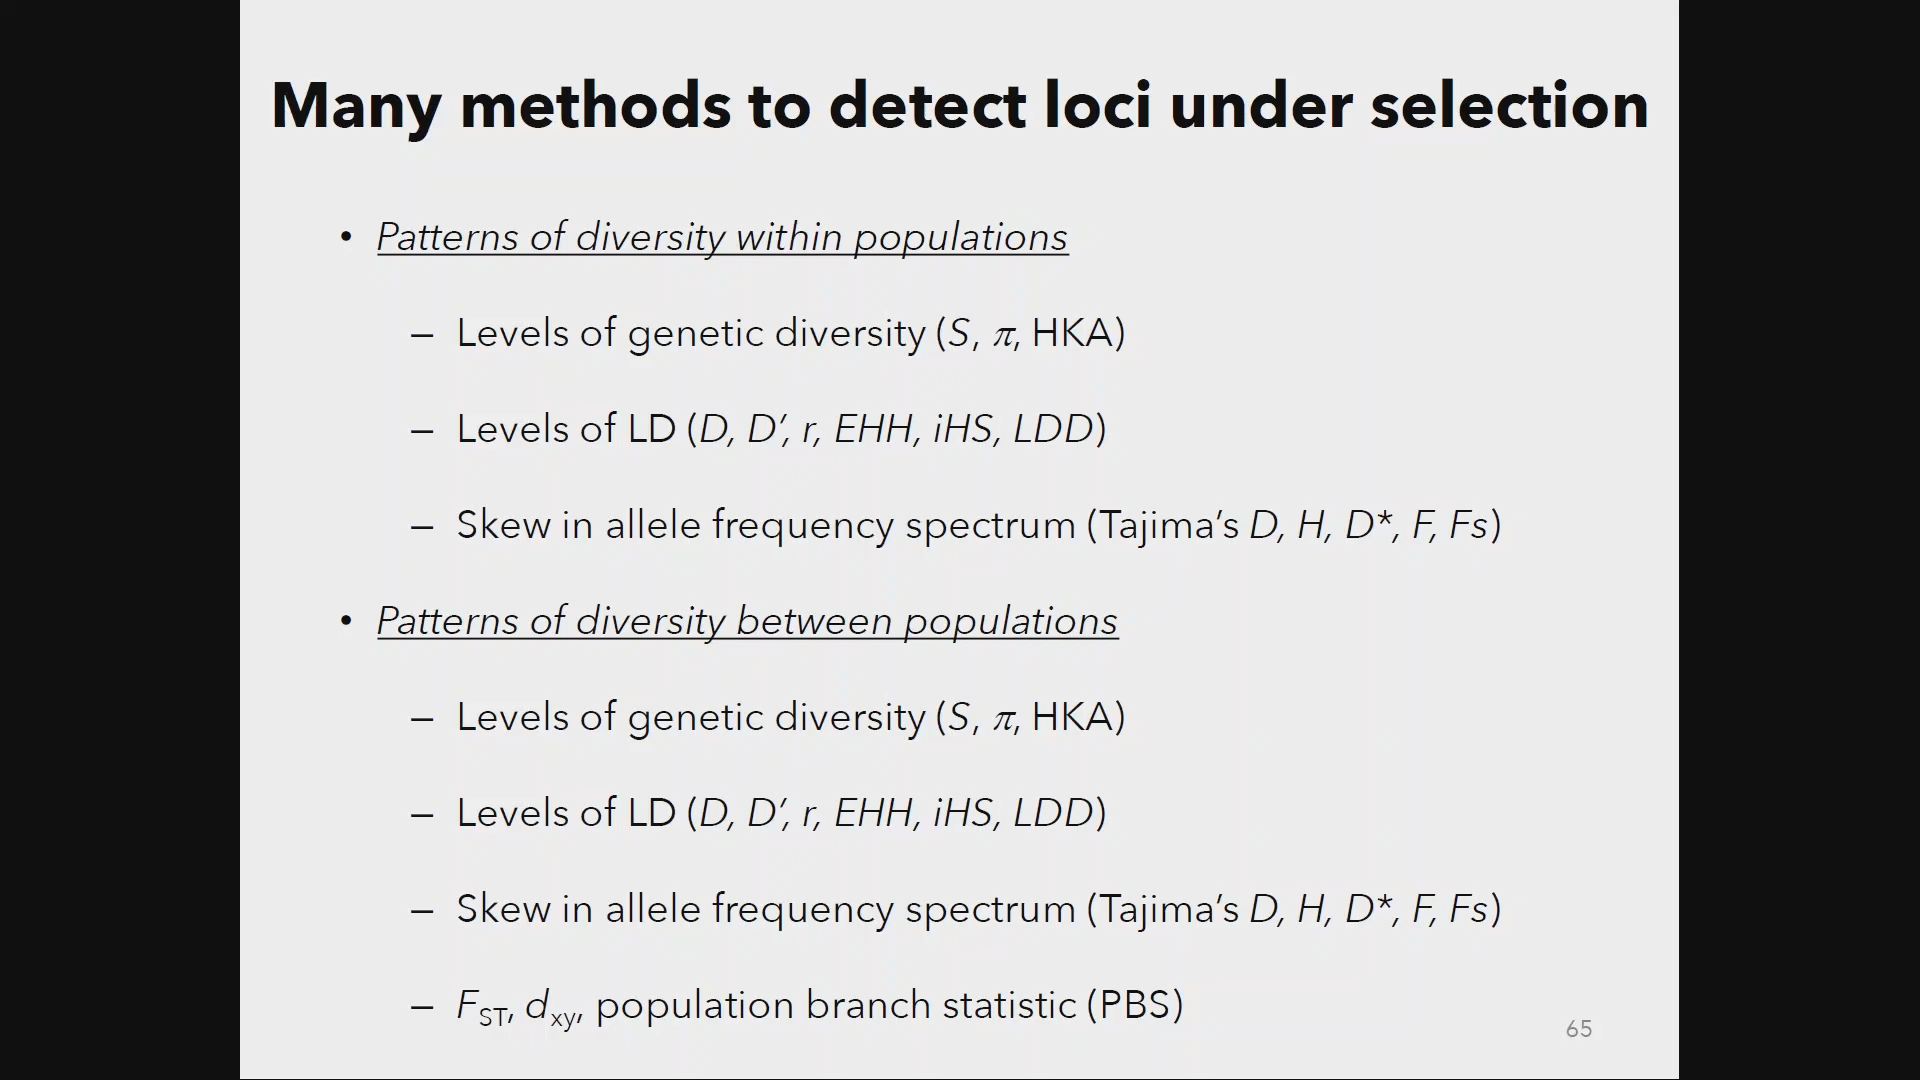 Many methods to detect loci under selection
• Patterns of diversity within populations
– Levels of genetic diversity (S, π, HKA)
– Levels of LD (D, D’, r, EHH, iHS, LDD)
– Skew in allele frequency spectrum (Tajima’s D, H, D*, F, Fs)
• Patterns of diversity between populations
– Levels of genetic diversity (S, π, HKA)
– Levels of LD (D, D’, r, EHH, iHS, LDD)
– Skew in allele frequency spectrum (Tajima’s D, H, D*, F, Fs)
– FST, dxy, population branch statistic (PBS)
65